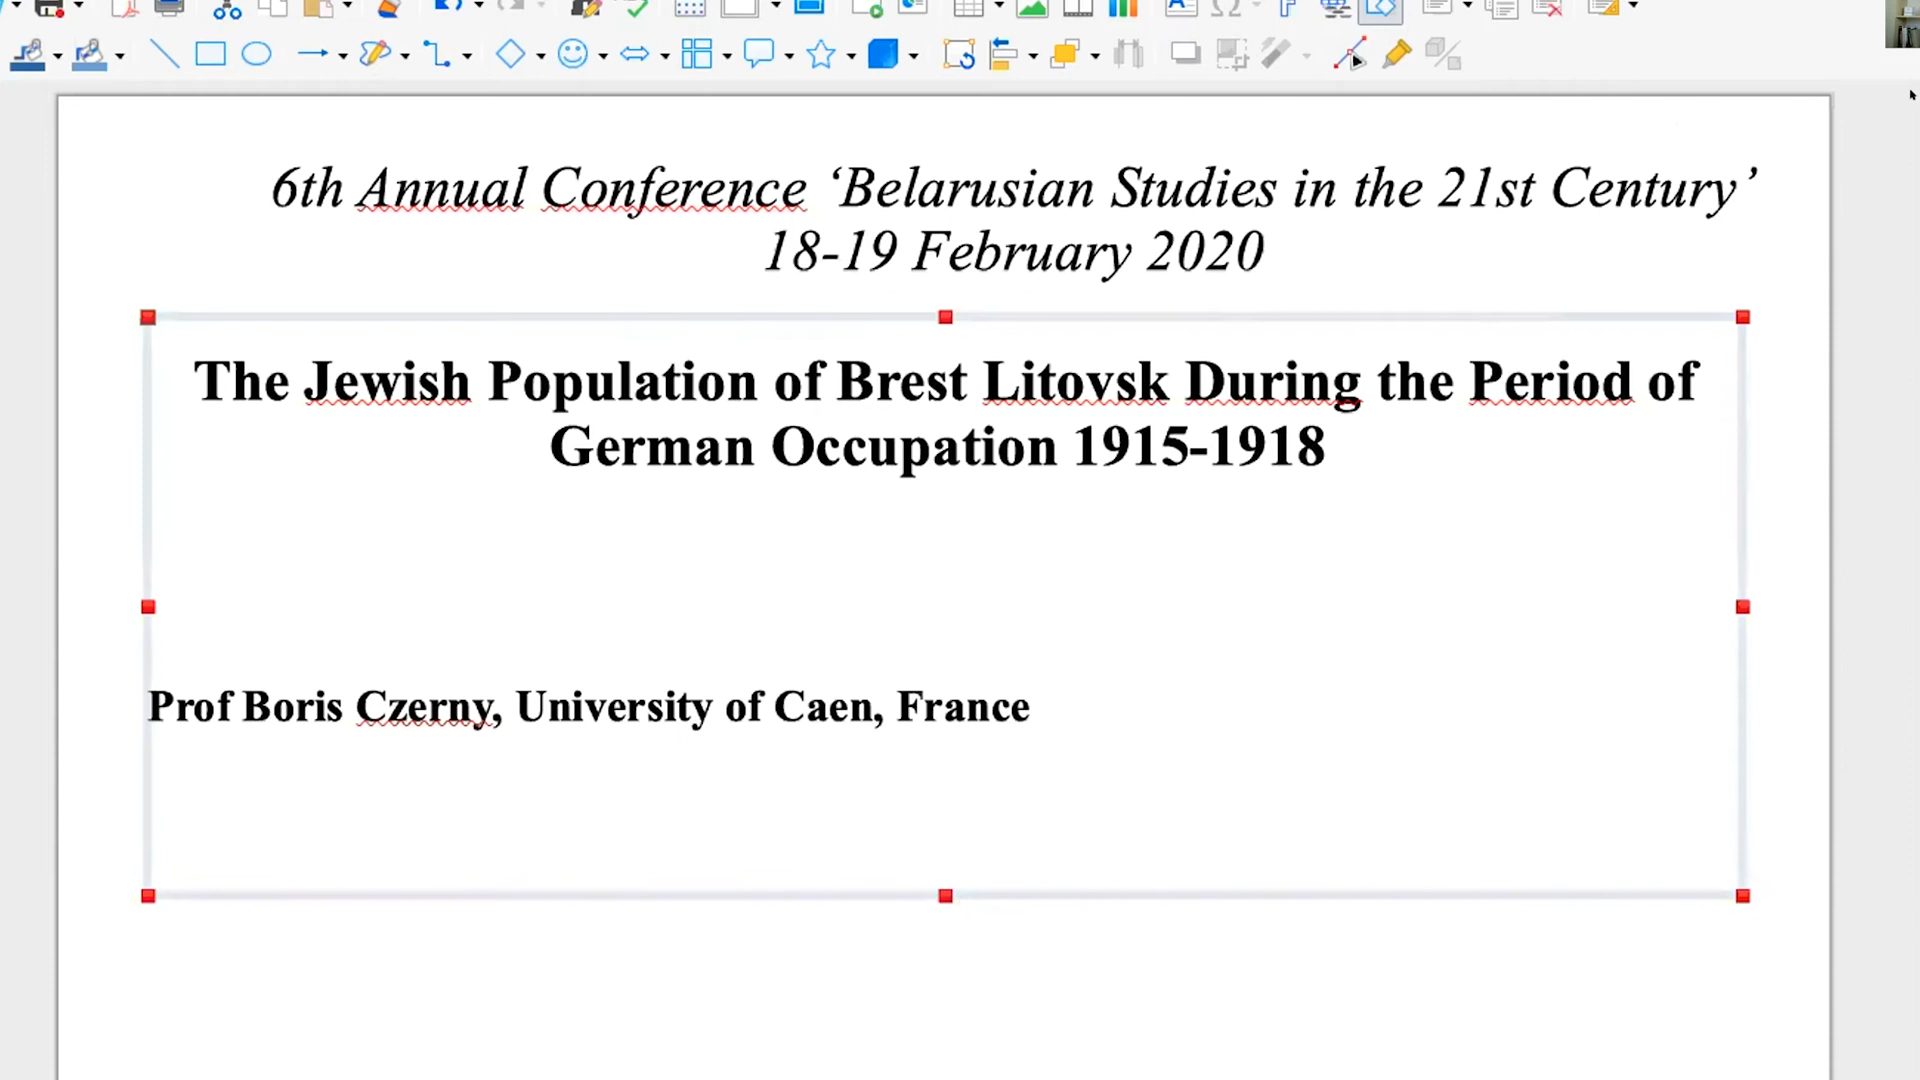 6th Annual Conference ‘Belarusian Studies in the 21st Century’
18-19 February 2020
The Jewish Population of Brest Litovsk During the Period of
German Occupation 1915-1918
Prof Boris Czerny, University of Caen, France